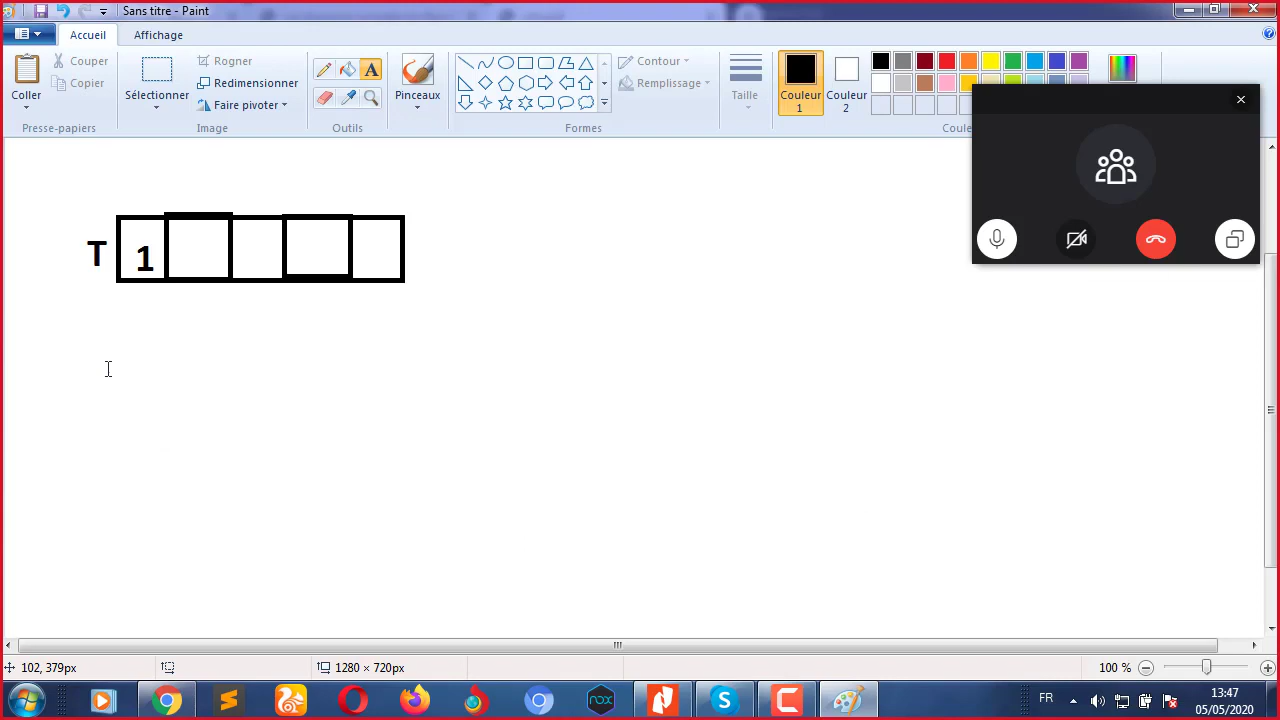 Sans titre - Paint
Accueil
Affichage
Coller
Couper
Copier
Presse-papiers
Sélectionner
Rogner
Redimensionner
Faire pivoter
Image
A
Outils
Pinceaux
Contour
Remplissage
Formes
Taille
Couleur 1
Couleur 2
T 1
102, 379px
1280 × 720px
100 %
nox
FR
13:47
05/05/2020